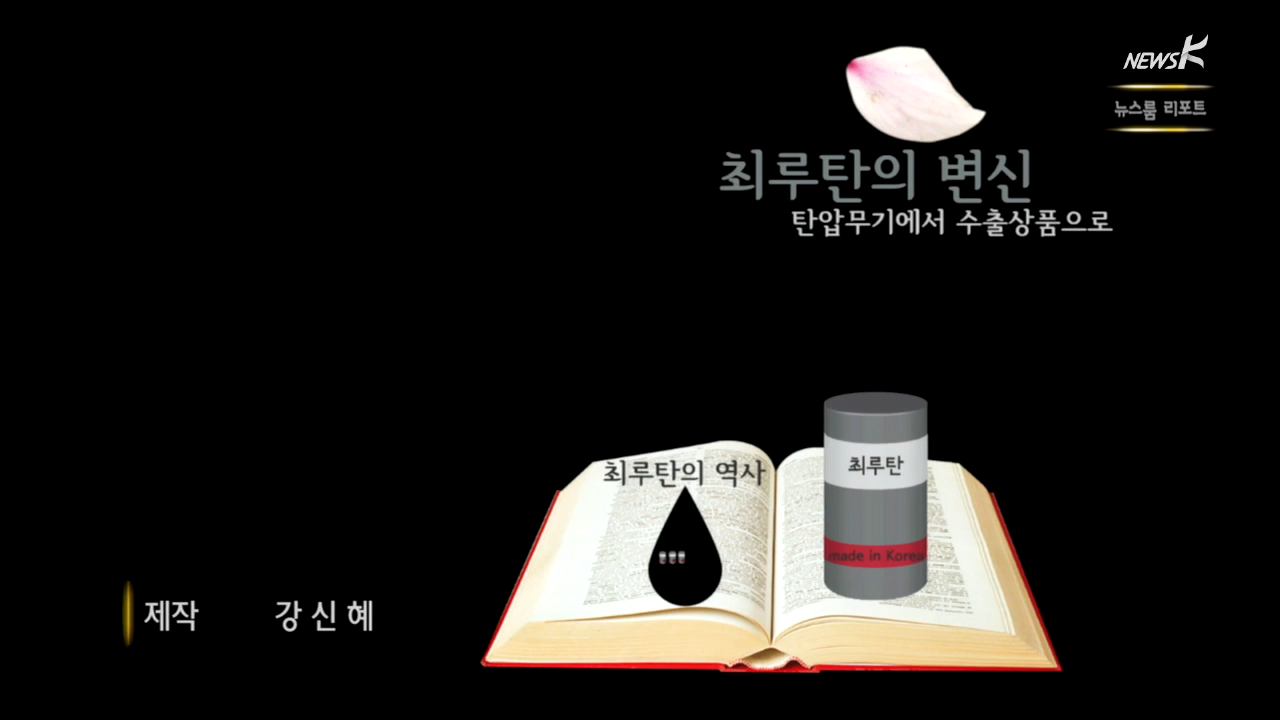 NEWS K
뉴스룸 리포트
최루탄의 변신
탄압무기에서 수출상품으로
최루탄의 역사
최루탄
made in Korea
제작 강신혜